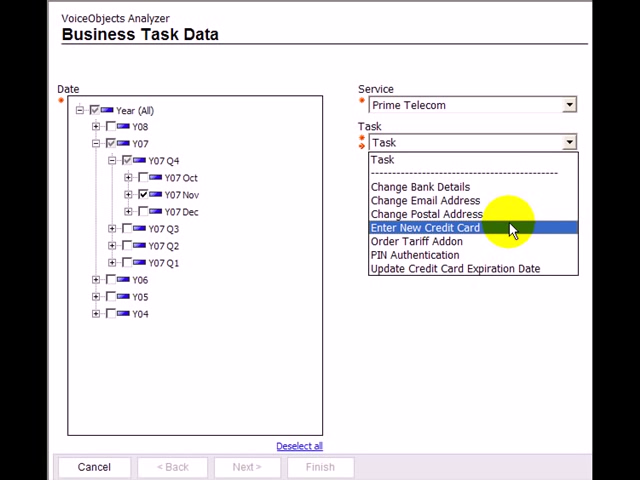 VoiceObjects Analyzer
Business Task Data
Date
Year (All)
Y08
Y07
Y07 Q4
Y07 Oct
Y07 Nov
Y07 Dec
Y07 Q3
Y07 Q2
Y07 Q1
Y06
Y05
Y04
Deselect all
Service
Prime Telecom
Task
Task
Task
Change Bank Details
Change Email Address
Change Postal Address
Enter New Credit Card
Order Tariff Addon
PIN Authentication
Update Credit Card Expiration Date
Cancel < Back Next > Finish